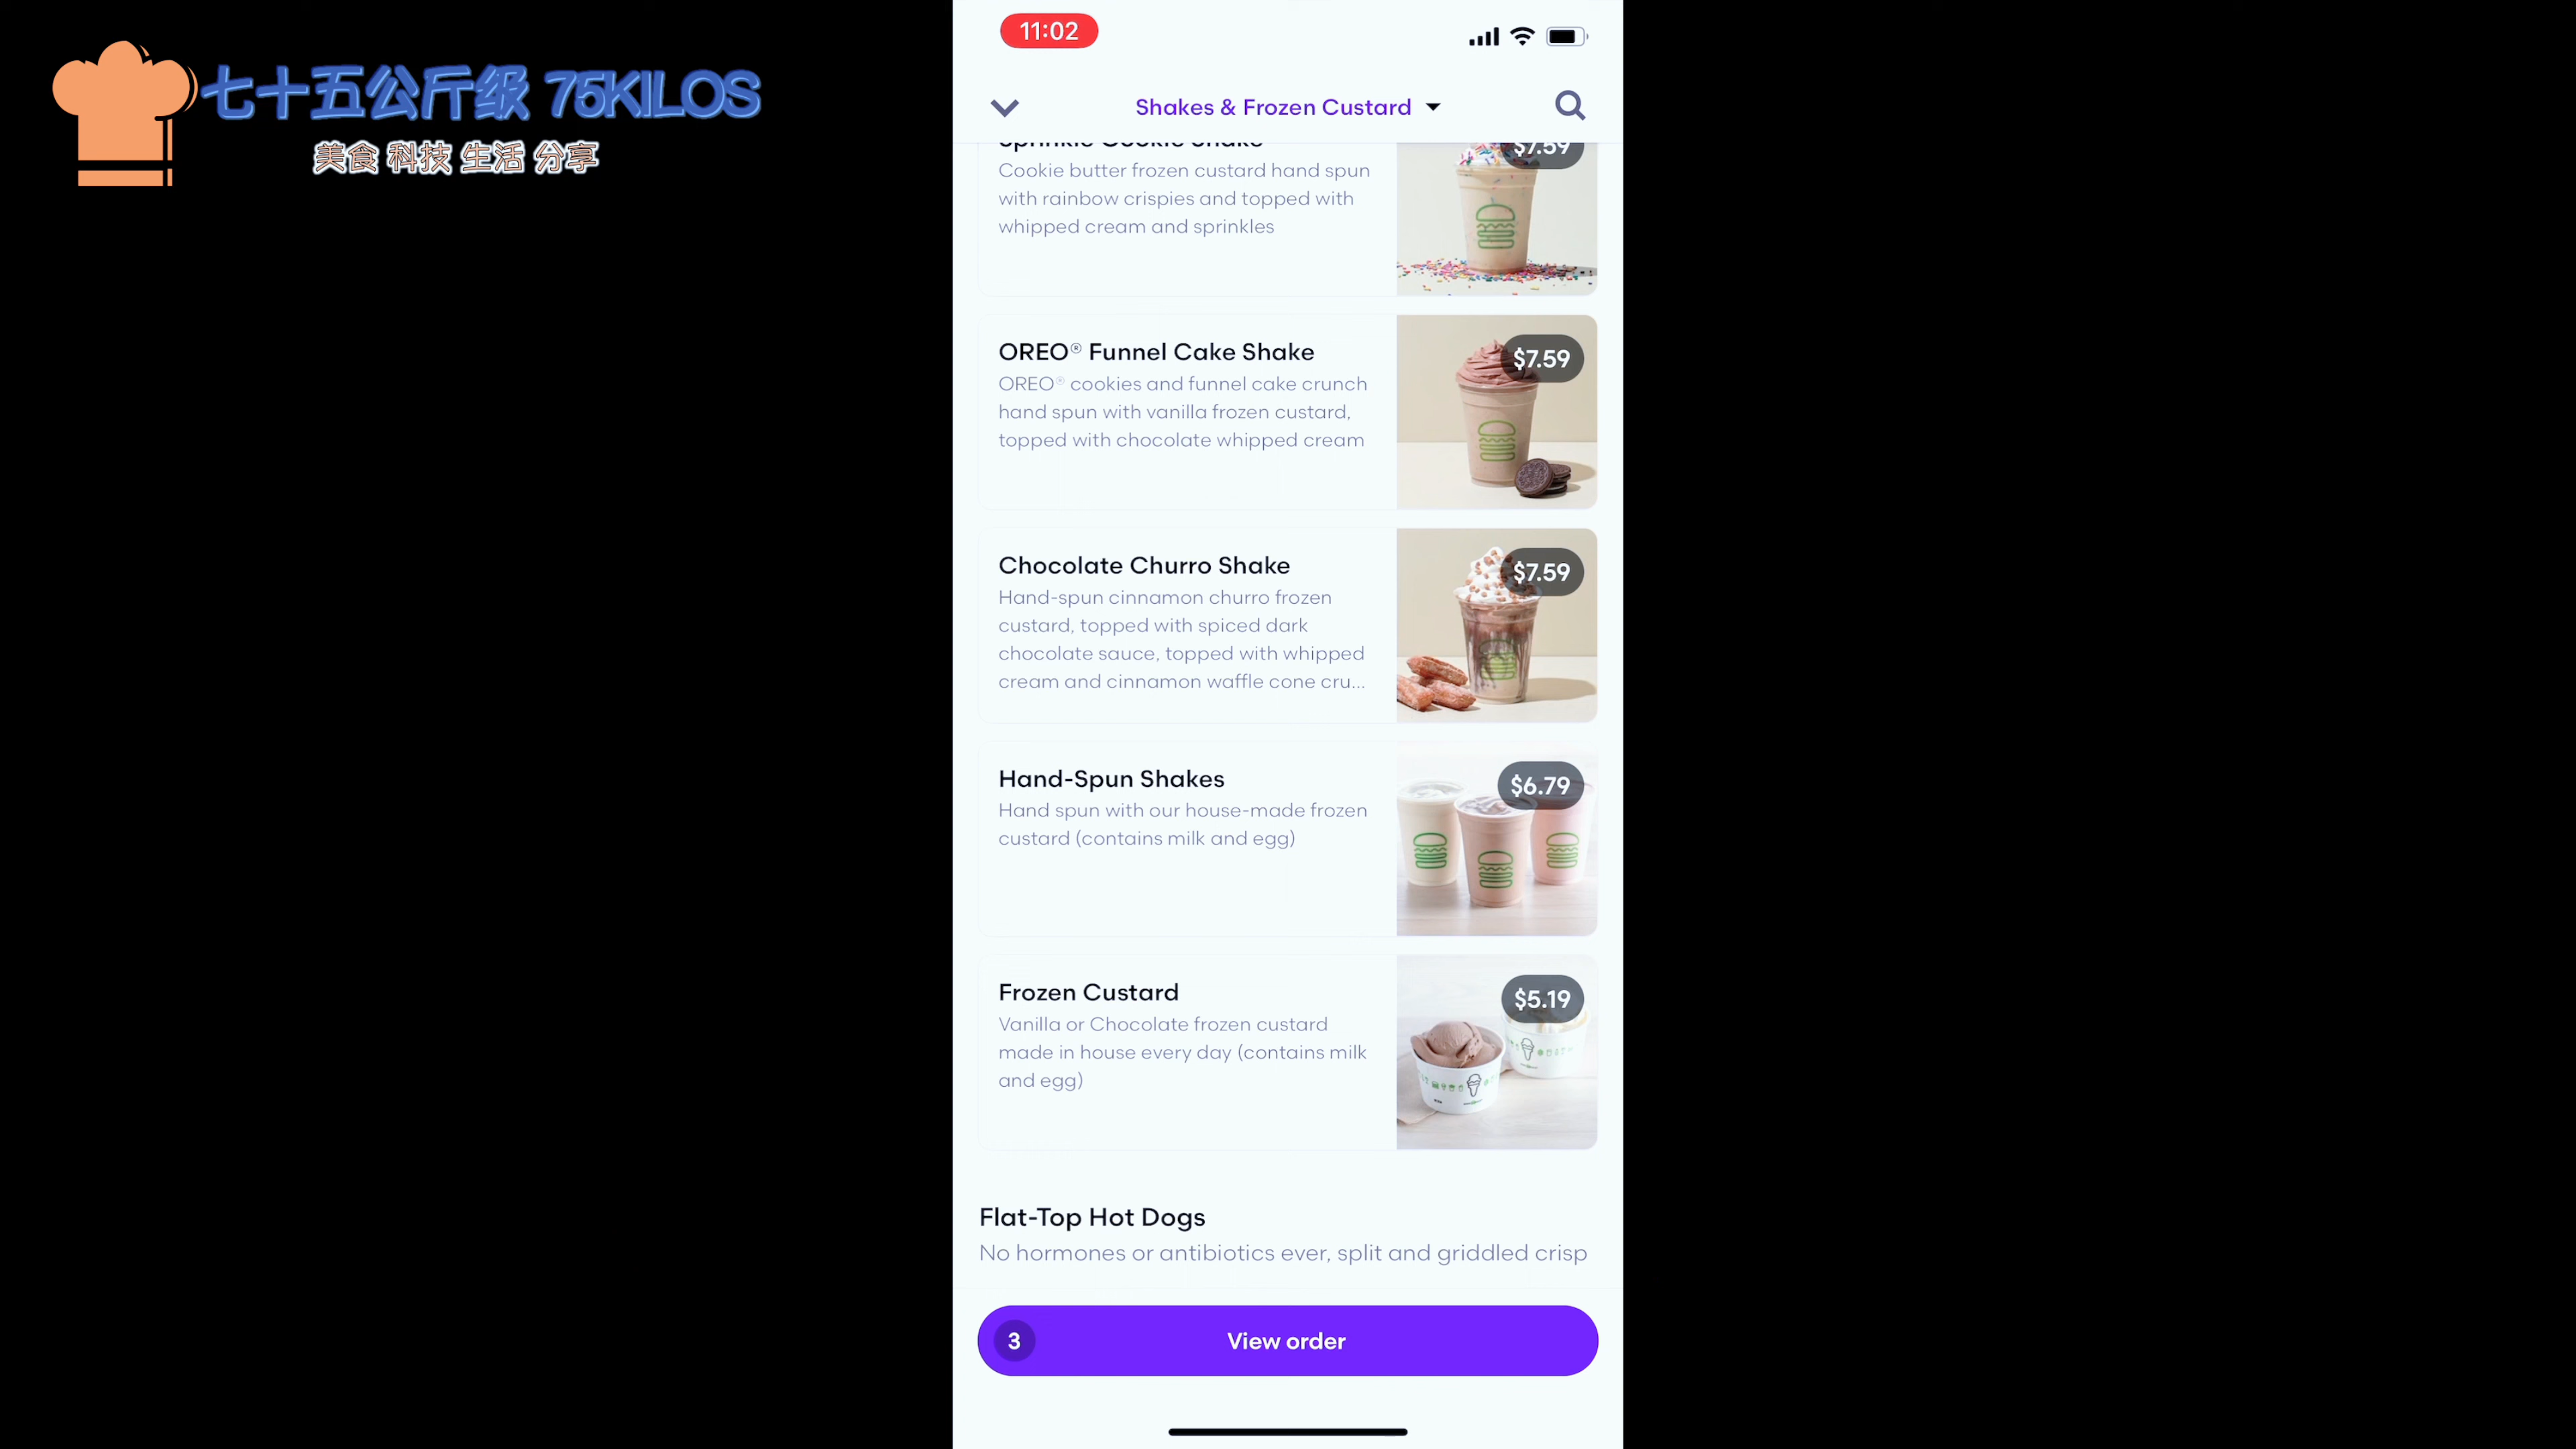 七十五公斤级 75KILOS
美食 科技 生活 分享
11:02
Shakes & Frozen Custard
Sprinkle Cookie Shake
$7.59
Cookie butter frozen custard hand spun
with rainbow crispies and topped with
whipped cream and sprinkles
OREO® Funnel Cake Shake
$7.59
OREO® cookies and funnel cake crunch
hand spun with vanilla frozen custard,
topped with chocolate whipped cream
Chocolate Churro Shake
$7.59
Hand-spun cinnamon churro frozen
custard, topped with spiced dark
chocolate sauce, topped with whipped
cream and cinnamon waffle cone cru...
Hand-Spun Shakes
$6.79
Hand spun with our house-made frozen
custard (contains milk and egg)
Frozen Custard
$5.19
Vanilla or Chocolate frozen custard
made in house every day (contains milk
and egg)
Flat-Top Hot Dogs
No hormones or antibiotics ever, split and griddled crisp
3
View order